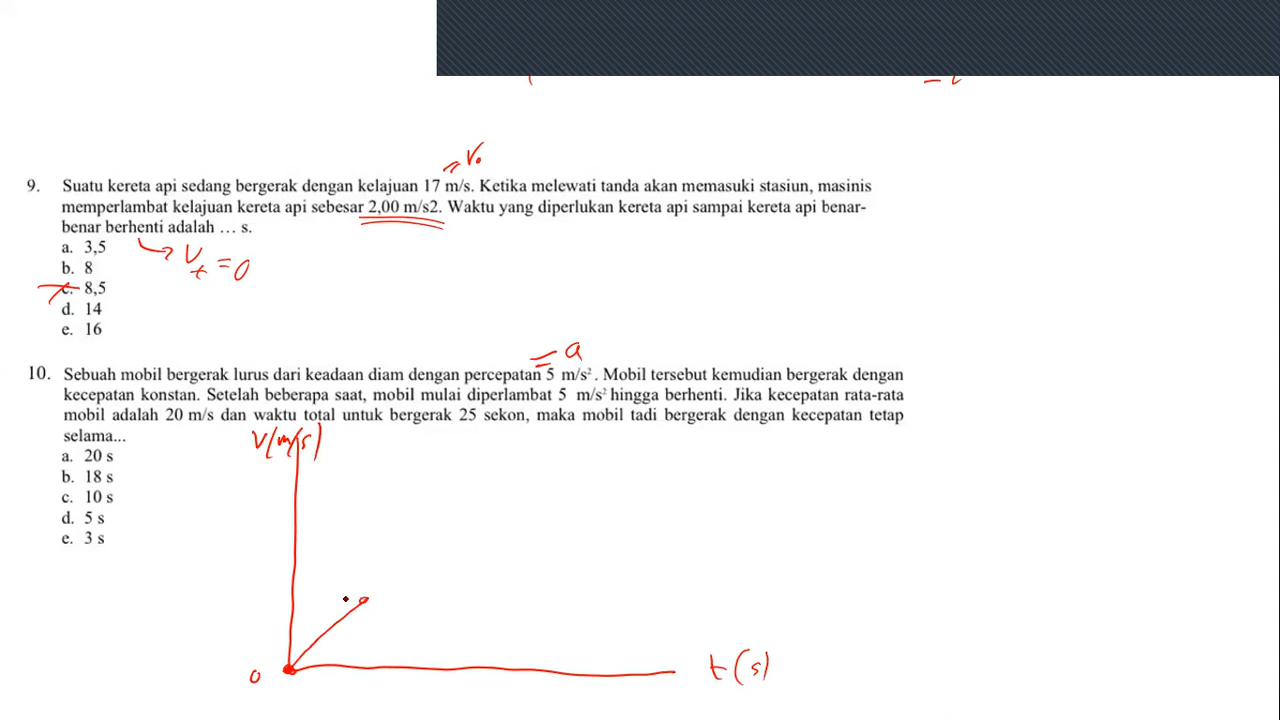 = V₀
9. Suatu kereta api sedang bergerak dengan kelajuan 17 m/s. Ketika melewati tanda akan memasuki stasiun, masinis
memperlambat kelajuan kereta api sebesar 2,00 m/s2. Waktu yang diperlukan kereta api sampai kereta api benar-
benar berhenti adalah … s.
a. 3,5
Vt = 0
b. 8
c. 8,5
d. 14
e. 16
= a
10. Sebuah mobil bergerak lurus dari keadaan diam dengan percepatan 5 m/s². Mobil tersebut kemudian bergerak dengan
kecepatan konstan. Setelah beberapa saat, mobil mulai diperlambat 5 m/s² hingga berhenti. Jika kecepatan rata-rata
mobil adalah 20 m/s dan waktu total untuk bergerak 25 sekon, maka mobil tadi bergerak dengan kecepatan tetap
selama...
V(m/s)
a. 20 s
b. 18 s
c. 10 s
d. 5 s
e. 3 s
0
t(s)